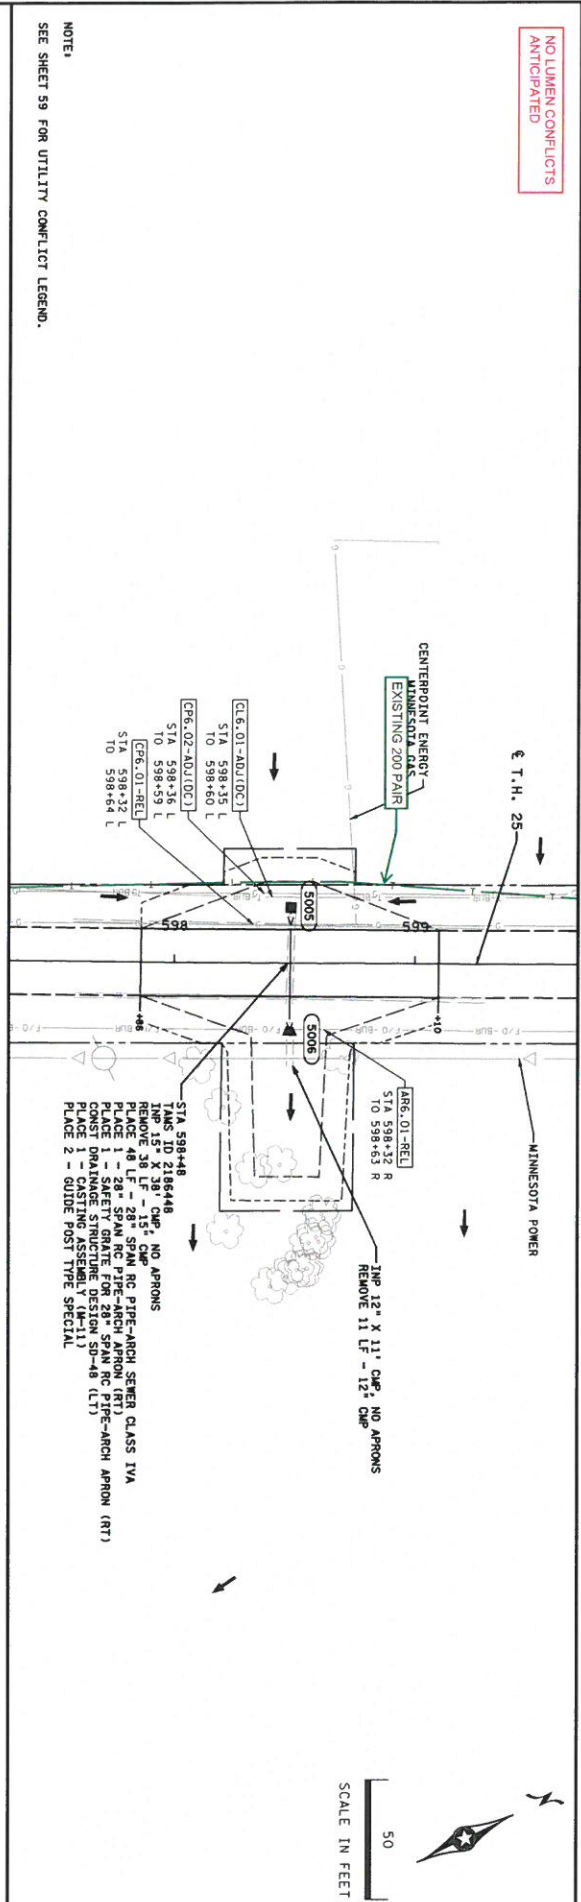 NO LUMEN CONFLICTS
ANTICIPATED
NOTE:
SEE SHEET 59 FOR UTILITY CONFLICT LEGEND.
CENTERPOINT ENERGY
MINNESOTA GAS
EXISTING 200 PAIR
℄ T.H. 25
MINNESOTA POWER
CL6.01-ADJ(DC)
STA 598+35 L
TO 598+60 L
CP6.02-ADJ(DC)
STA 598+36 L
TO 598+59 L
CP6.01-REL
STA 598+32 L
TO 598+64 L
5005
5006
598
599
+86
+10
AR6.01-REL
STA 598+32 R
TO 598+63 R
INP 12" X 11' CMP, NO APRONS
REMOVE 11 LF - 12" CMP
STA 598+48
TAMS ID 2186448
INP 15" X 38' CMP, NO APRONS
REMOVE 38 LF - 15" CMP
PLACE 48 LF - 28" SPAN RC PIPE-ARCH SEWER CLASS IVA
PLACE 1 - 28" SPAN RC PIPE-ARCH APRON (RT)
PLACE 1 - SAFETY GRATE FOR 28" SPAN RC PIPE-ARCH APRON (RT)
CONST DRAINAGE STRUCTURE DESIGN SD-48 (LT)
PLACE 1 - CASTING ASSEMBLY (M-11)
PLACE 2 - GUIDE POST TYPE SPECIAL
N
50
SCALE IN FEET